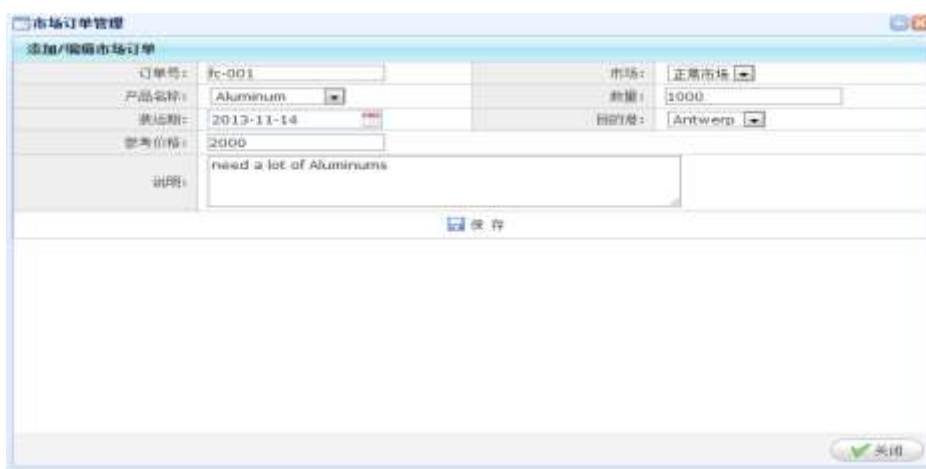 市场订单管理
添加/编辑市场订单
订单号： fc-001 市场： 正常市场
产品名称： Aluminum 数量： 1000
装运期： 2013-11-14 目的港： Antwerp
参考价格： 2000
说明： need a lot of Aluminums
保 存
关闭